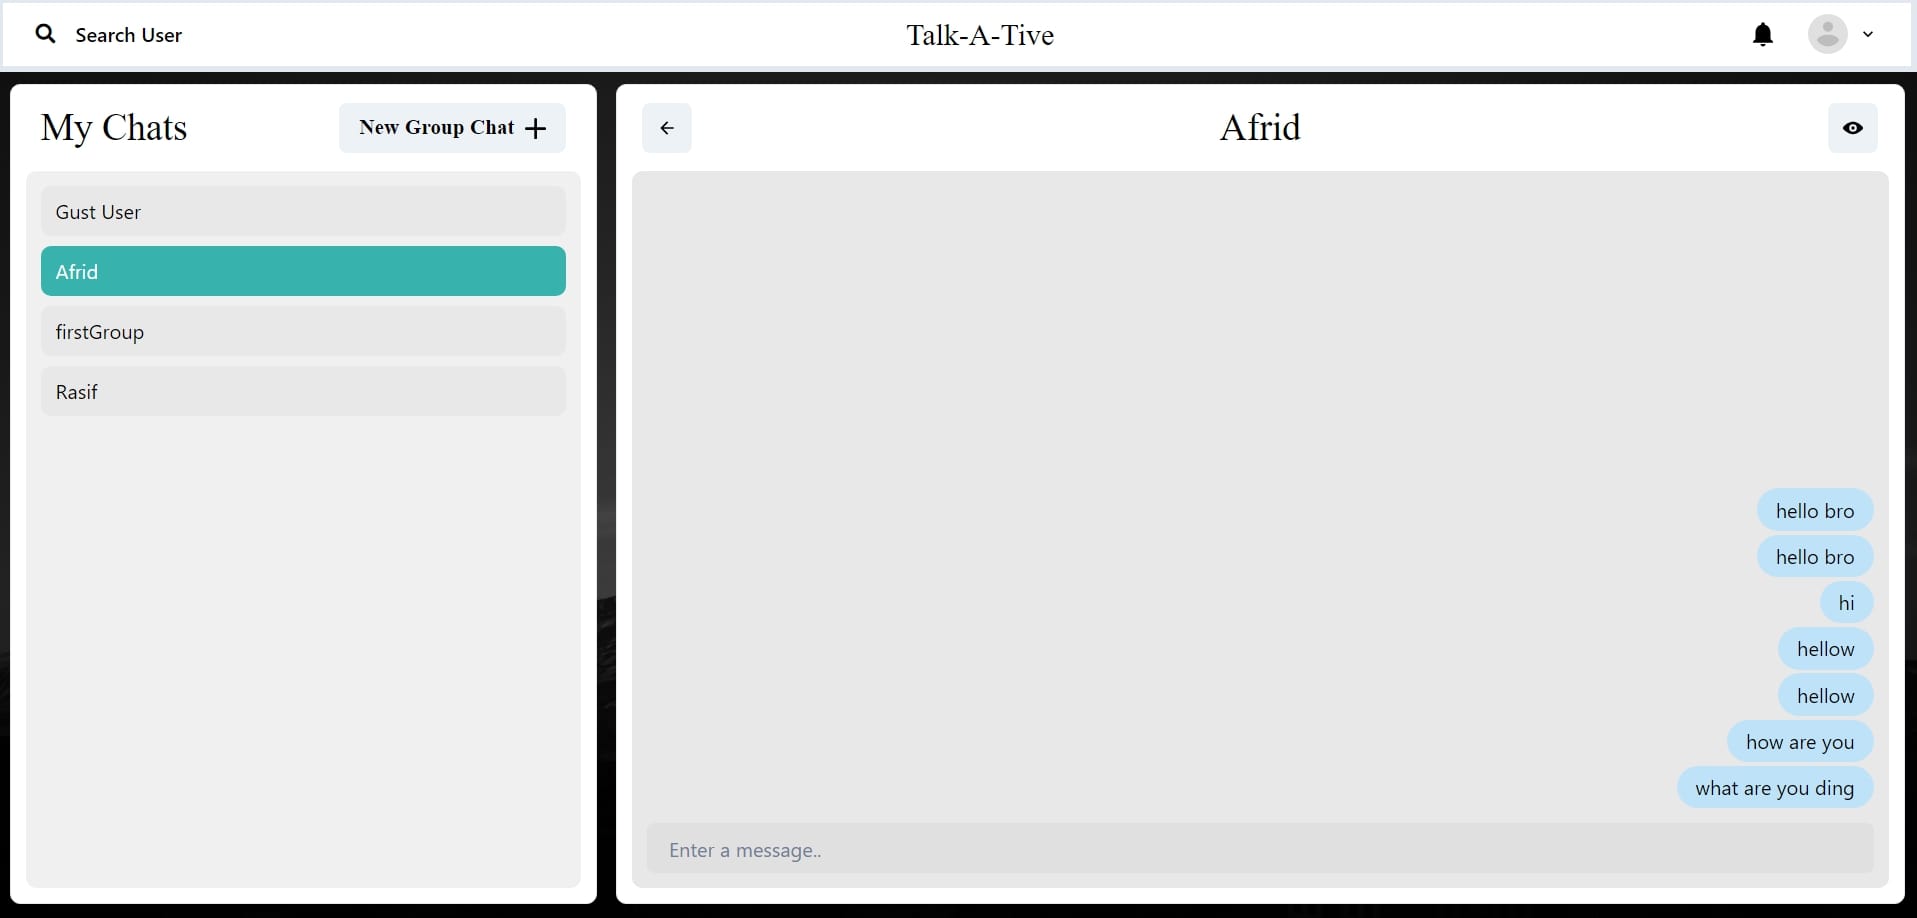 Search User
Talk-A-Tive
My Chats
New Group Chat
Gust User
Afrid
firstGroup
Rasif
Afrid
hello bro
hello bro
hi
hellow
hellow
how are you
what are you ding
Enter a message..